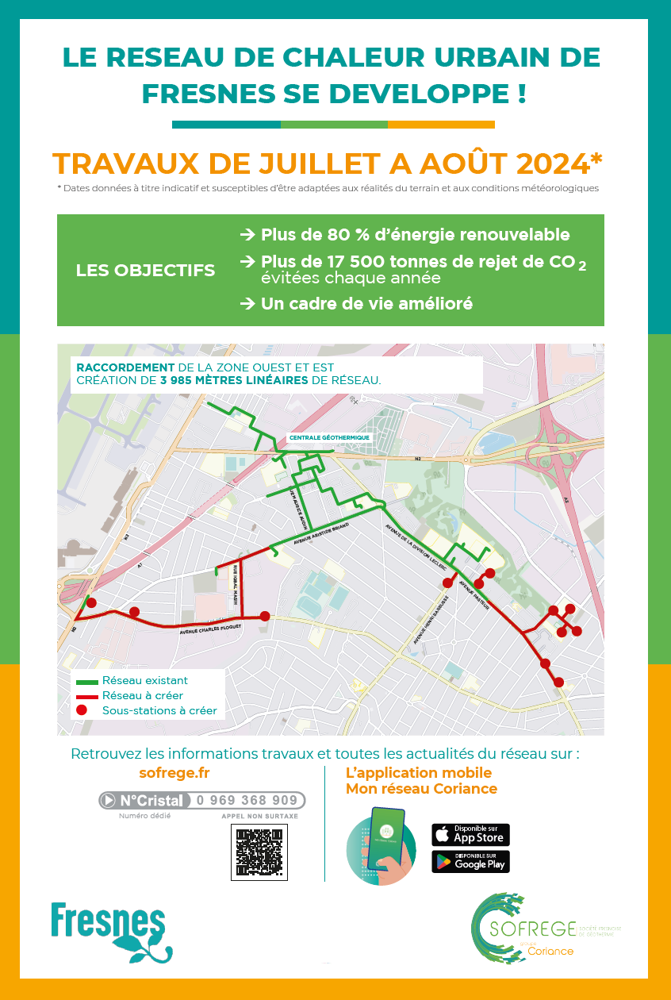 LE RESEAU DE CHALEUR URBAIN DE
FRESNES SE DEVELOPPE !
TRAVAUX DE JUILLET A AOÛT 2024*
* Dates données à titre indicatif et susceptibles d'être adaptées aux réalités du terrain et aux conditions météorologiques
LES OBJECTIFS
→ Plus de 80 % d'énergie renouvelable
→ Plus de 17 500 tonnes de rejet de CO 2
évitées chaque année
→ Un cadre de vie amélioré
RACCORDEMENT DE LA ZONE OUEST ET EST
CRÉATION DE 3 985 MÈTRES LINÉAIRES DE RÉSEAU.
CENTRALE GÉOTHERMIQUE
N2
A3
RUE MAURICE AUDIN
AVENUE ARISTIDE BRIAND
AVENUE DE LA DIVISION LECLERC
N3
A1
RUE IQBAL MASIH
AVENUE PASTEUR
AVENUE HENRI BARBUSSE
N2
AVENUE CHARLES FLOQUET
Réseau existant
Réseau à créer
Sous-stations à créer
Retrouvez les informations travaux et toutes les actualités du réseau sur :
sofrege.fr
N°Cristal 0 969 368 909
Numéro dédié APPEL NON SURTAXE
L'application mobile
Mon réseau Coriance
Disponible sur
App Store
DISPONIBLE SUR
Google Play
Fresnes
SOFREGE
SOCIÉTÉ FRESNOISE
DE GÉOTHERMIE
groupe
Coriance